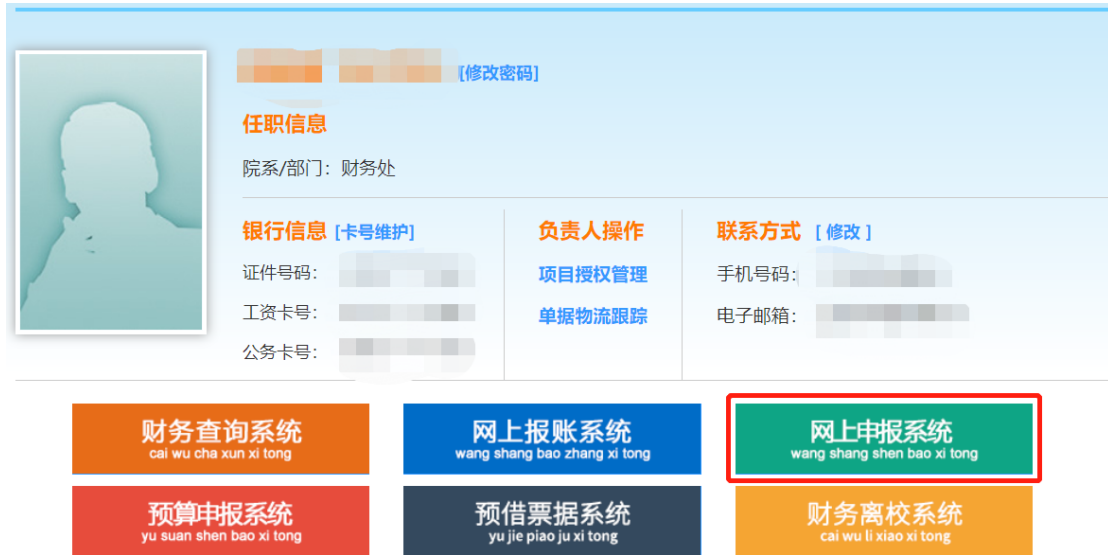 [修改密码]
任职信息
院系/部门：财务处
银行信息 [卡号维护]
证件号码：
工资卡号：
公务卡号：
负责人操作
项目授权管理
单据物流跟踪
联系方式 [ 修改 ]
手机号码：
电子邮箱：
财务查询系统
cai wu cha xun xi tong
网上报账系统
wang shang bao zhang xi tong
网上申报系统
wang shang shen bao xi tong
预算申报系统
yu suan shen bao xi tong
预借票据系统
yu jie piao ju xi tong
财务离校系统
cai wu li xiao xi tong